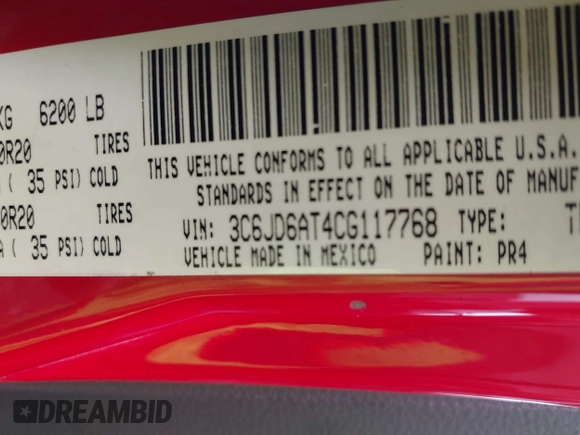 KG 6200 LB
0R20 TIRES
( 35 PSI) COLD
0R20 TIRES
( 35 PSI) COLD
THIS VEHICLE CONFORMS TO ALL APPLICABLE U.S.A.
STANDARDS IN EFFECT ON THE DATE OF MANUF
VIN: 3C6JD6AT4CG117768 TYPE: T
VEHICLE MADE IN MEXICO PAINT: PR4
DREAMBID